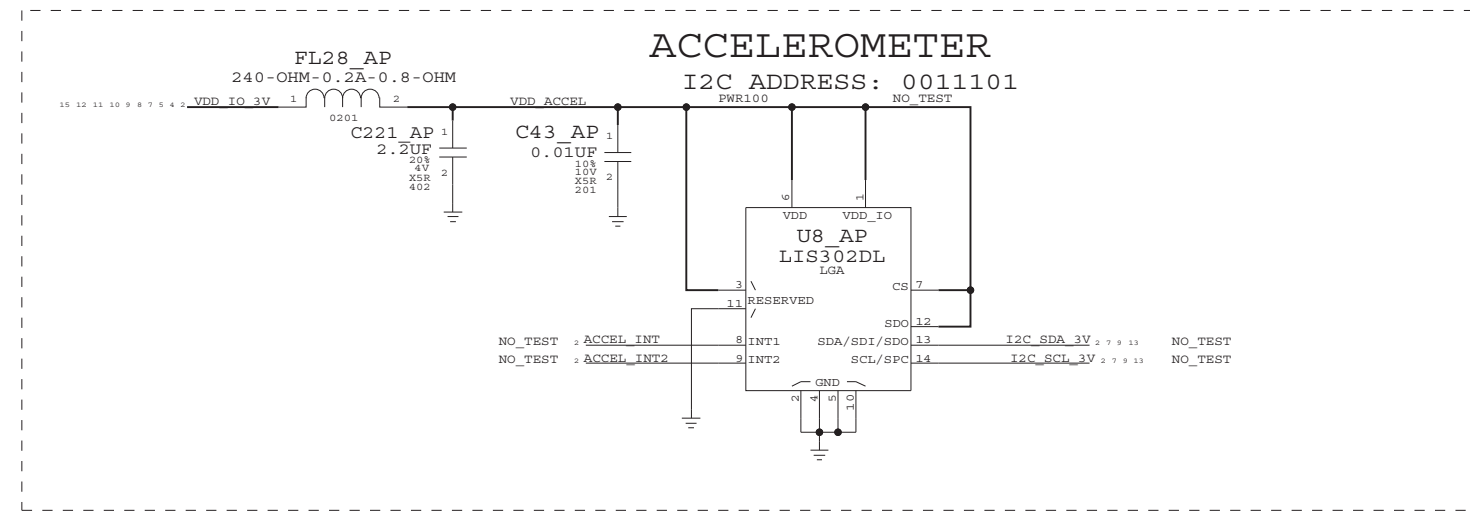 ACCELEROMETER
I2C ADDRESS: 0011101
FL28_AP
240-OHM-0.2A-0.8-OHM
15 12 11 10 9 8 7 5 4 2 VDD_IO_3V 1 2 VDD_ACCEL PWR100 NO_TEST
0201
C221_AP 1
2.2UF
20%
4V
X5R
402
2
C43_AP 1
0.01UF
10%
10V
X5R
201
2
6 1
VDD VDD_IO
U8_AP
LIS302DL
LGA
3 \ CS 7
11 RESERVED
/
SDO 12
NO_TEST 2 ACCEL_INT 8 INT1 SDA/SDI/SDO 13 I2C_SDA_3V 2 7 9 13 NO_TEST
NO_TEST 2 ACCEL_INT2 9 INT2 SCL/SPC 14 I2C_SCL_3V 2 7 9 13 NO_TEST
GND
2 4 5 10